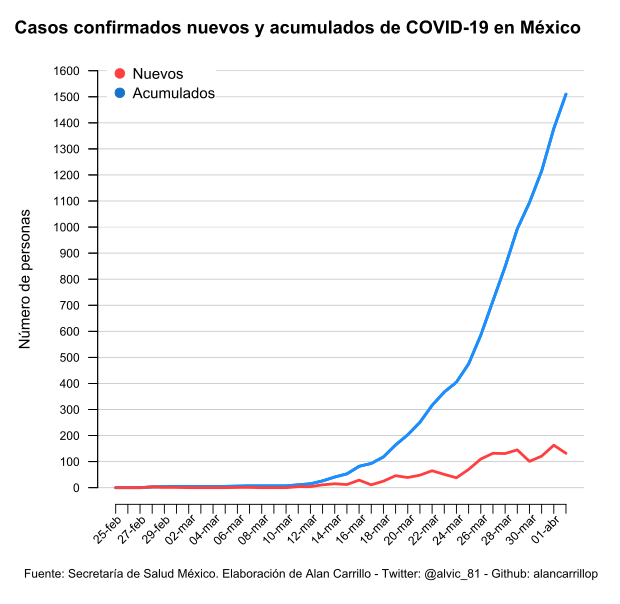 Casos confirmados nuevos y acumulados de COVID-19 en México
Nuevos
Acumulados
Número de personas
1600
1500
1400
1300
1200
1100
1000
900
800
700
600
500
400
300
200
100
0
25-feb
27-feb
29-feb
02-mar
04-mar
06-mar
08-mar
10-mar
12-mar
14-mar
16-mar
18-mar
20-mar
22-mar
24-mar
26-mar
28-mar
30-mar
01-abr
Fuente: Secretaría de Salud México. Elaboración de Alan Carrillo - Twitter: @alvic_81 - Github: alancarrillop